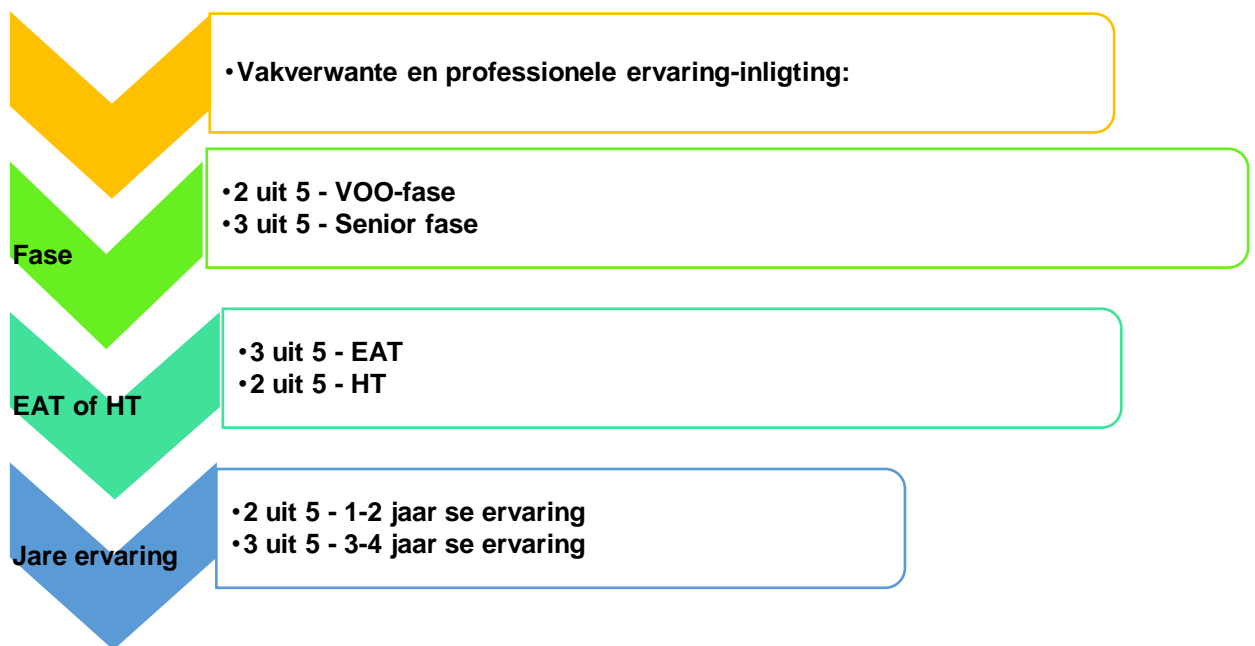 •Vakverwante en professionele ervaring-inligting:
Fase
•2 uit 5 - VOO-fase
•3 uit 5 - Senior fase
EAT of HT
•3 uit 5 - EAT
•2 uit 5 - HT
Jare ervaring
•2 uit 5 - 1-2 jaar se ervaring
•3 uit 5 - 3-4 jaar se ervaring